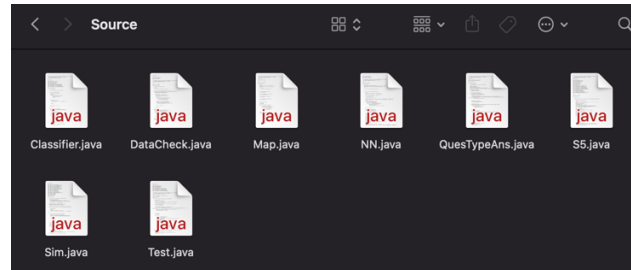 Source
java java java java java java
Classifier.java DataCheck.java Map.java NN.java QuesTypeAns.java S5.java
java java
Sim.java Test.java